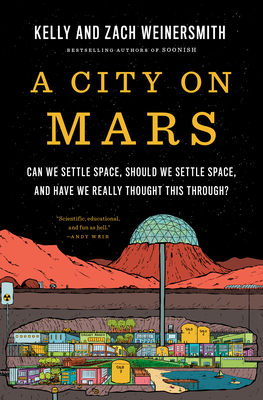 KELLY AND ZACH WEINERSMITH
BESTSELLING AUTHORS OF SOONISH
A CITY ON
MARS
CAN WE SETTLE SPACE, SHOULD WE SETTLE SPACE,
AND HAVE WE REALLY THOUGHT THIS THROUGH?
"Scientific, educational,
and fun as hell."
—ANDY WEIR